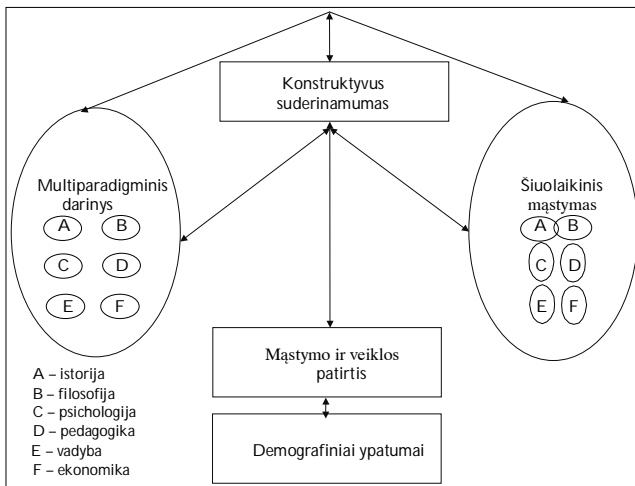 Konstruktyvus
suderinamumas
Multiparadigminis
darinys
A B
C D
E F
Šiuolaikinis
mąstymas
A B
C D
E F
Mąstymo ir veiklos
patirtis
Demografiniai ypatumai
A – istorija
B – filosofija
C – psichologija
D – pedagogika
E – vadyba
F – ekonomika